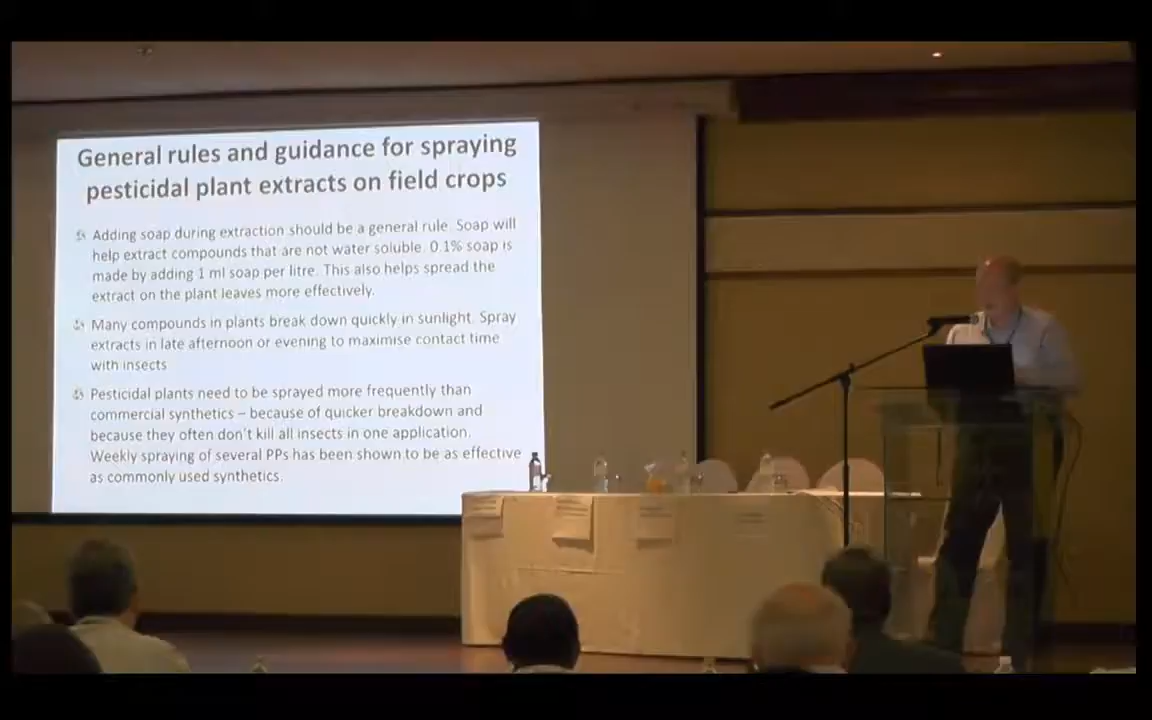 General rules and guidance for spraying
pesticidal plant extracts on field crops
Adding soap during extraction should be a general rule. Soap will
help extract compounds that are not water soluble. 0.1% soap is
made by adding 1 ml soap per litre. This also helps spread the
extract on the plant leaves more effectively.
Many compounds in plants break down quickly in sunlight. Spray
extracts in late afternoon or evening to maximise contact time
with insects
Pesticidal plants need to be sprayed more frequently than
commercial synthetics – because of quicker breakdown and
because they often don't kill all insects in one application.
Weekly spraying of several PPs has been shown to be as effective
as commonly used synthetics.